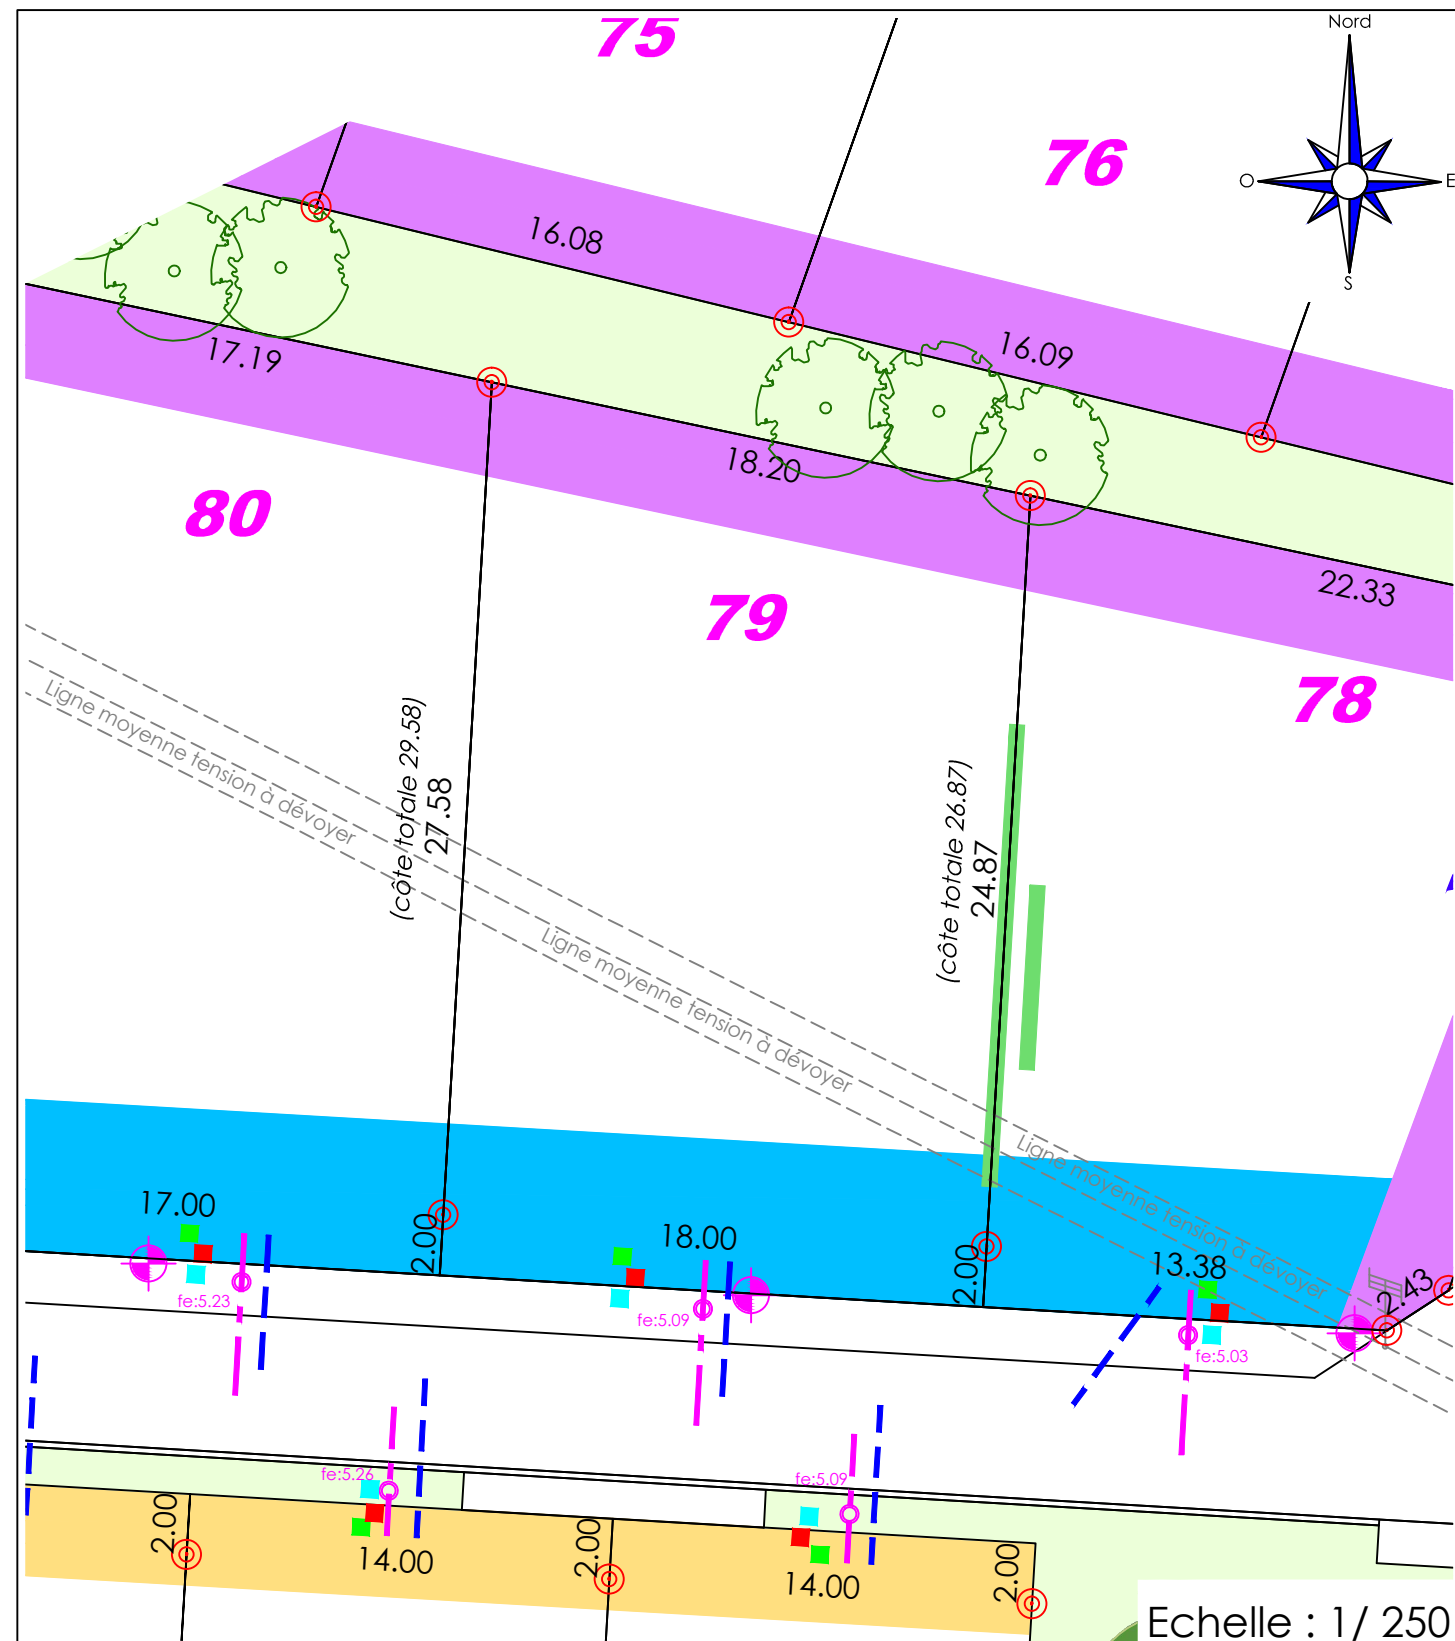 75
Nord
76
O
E
S
16.08
16.09
17.19
18.20
80
79
22.33
78
Ligne moyenne tension à dévoyer
(côte totale 29.58)
27.58
(côte totale 26.87)
24.87
Ligne moyenne tension à dévoyer
Ligne moyenne tension à dévoyer
17.00
2.00
18.00
2.00
13.38
2.43
fe:5.23
fe:5.09
fe:5.03
fe:5.26
fe:5.09
2.00
14.00
2.00
14.00
2.00
Echelle : 1/ 250